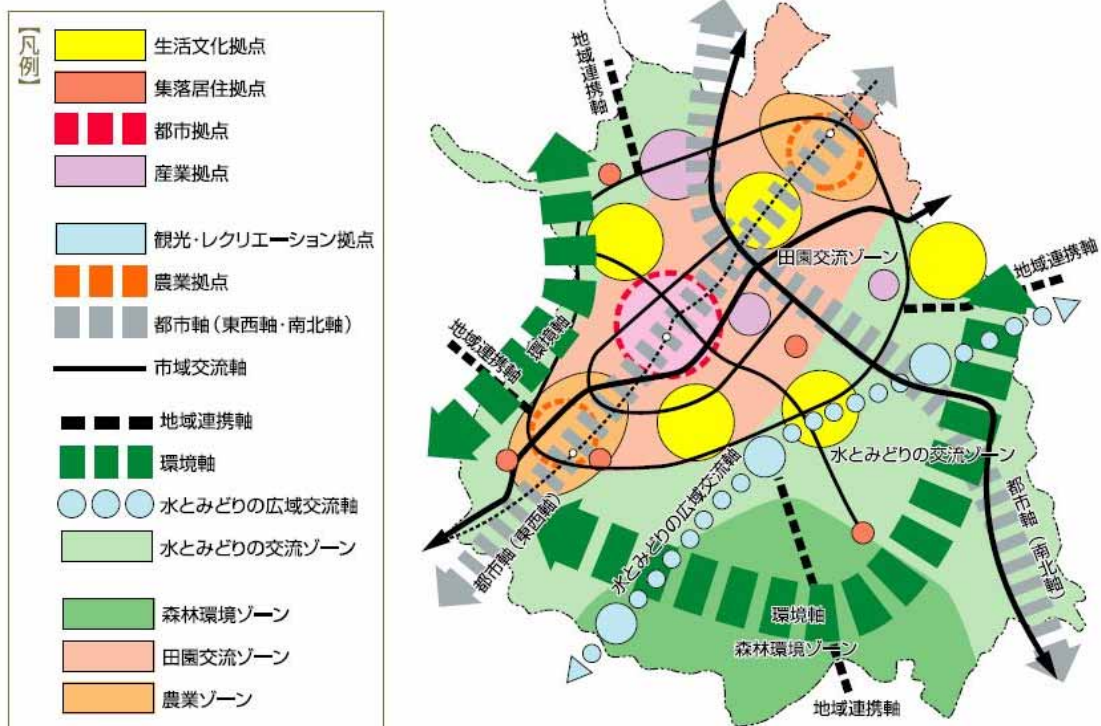 【凡例】
生活文化拠点
集落居住拠点
都市拠点
産業拠点
観光・レクリエーション拠点
農業拠点
都市軸(東西軸・南北軸)
市域交流軸
地域連携軸
環境軸
水とみどりの広域交流軸
水とみどりの交流ゾーン
森林環境ゾーン
田園交流ゾーン
農業ゾーン
地域連携軸
田園交流ゾーン
地域連携軸
地域連携軸
環境軸
水とみどりの交流ゾーン
水とみどりの広域交流軸
都市軸(東西軸)
都市軸(南北軸)
環境軸
森林環境ゾーン
地域連携軸